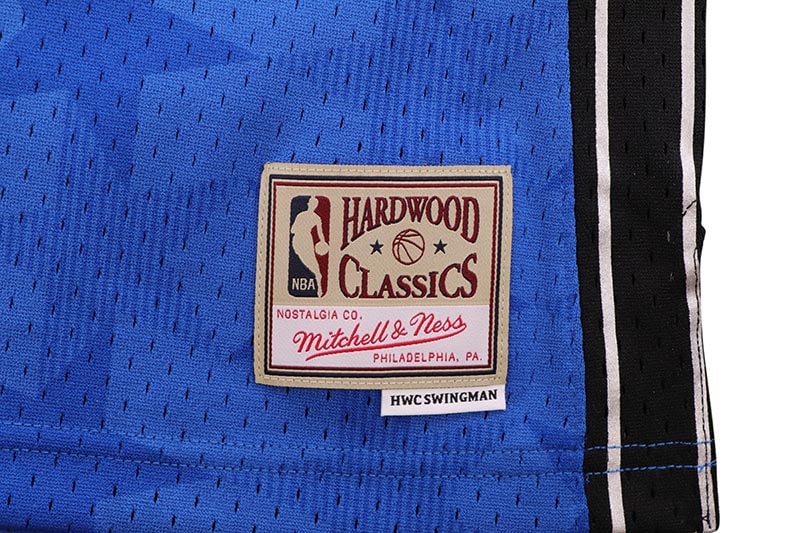 HARDWOOD
CLASSICS
NBA
NOSTALGIA CO.
Mitchell & Ness
PHILADELPHIA, PA.
HWC SWINGMAN